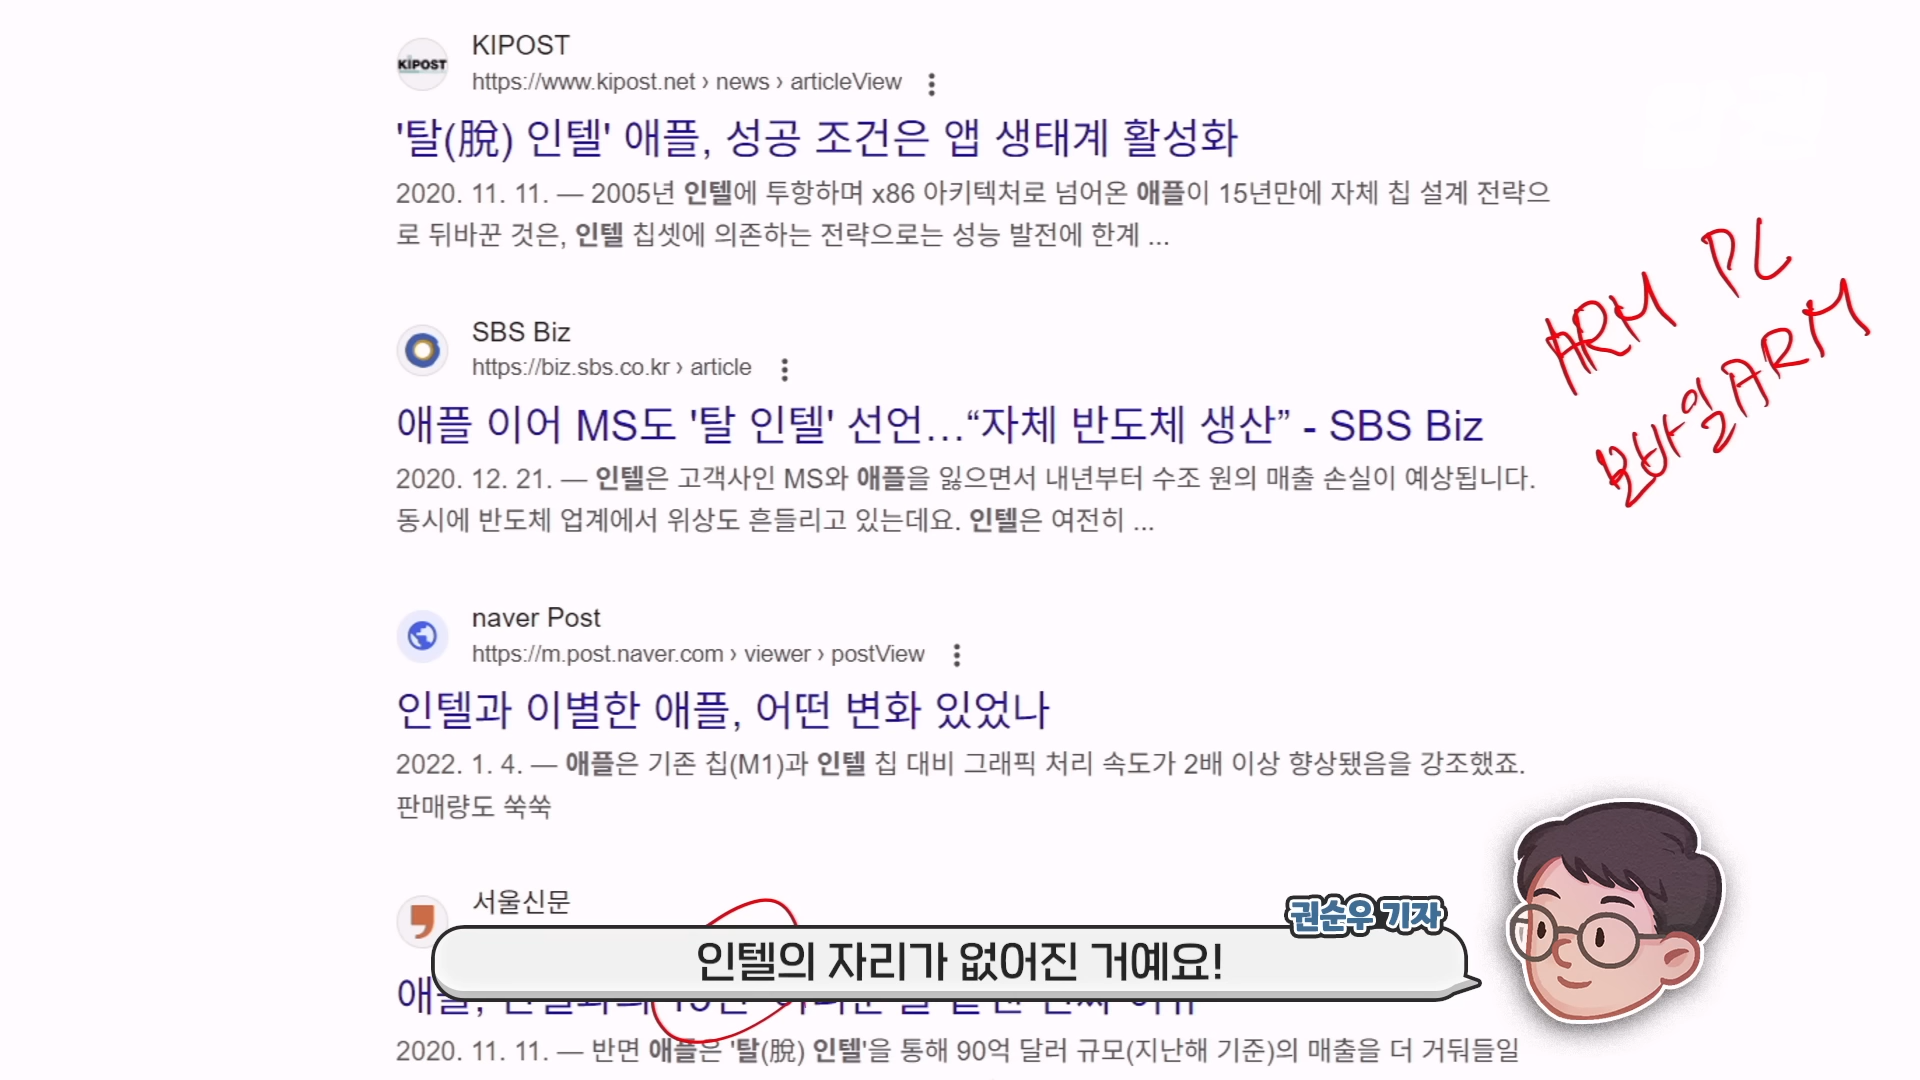 KIPOST
KIPOST
https://www.kipost.net › news › articleView
'탈(脫) 인텔' 애플, 성공 조건은 앱 생태계 활성화
2020. 11. 11. — 2005년 인텔에 투항하며 x86 아키텍처로 넘어온 애플이 15년만에 자체 칩 설계 전략으
로 뒤바꾼 것은, 인텔 칩셋에 의존하는 전략으로는 성능 발전에 한계 ...
ARM PC
모바일 ARM
SBS Biz
https://biz.sbs.co.kr › article
애플 이어 MS도 '탈 인텔' 선언…“자체 반도체 생산” - SBS Biz
2020. 12. 21. — 인텔은 고객사인 MS와 애플을 잃으면서 내년부터 수조 원의 매출 손실이 예상됩니다.
동시에 반도체 업계에서 위상도 흔들리고 있는데요. 인텔은 여전히 ...
naver Post
https://m.post.naver.com › viewer › postView
인텔과 이별한 애플, 어떤 변화 있었나
2022. 1. 4. — 애플은 기존 칩(M1)과 인텔 칩 대비 그래픽 처리 속도가 2배 이상 향상됐음을 강조했죠.
판매량도 쑥쑥
서울신문
권순우 기자
인텔의 자리가 없어진 거예요!
애플,
2020. 11. 11. — 반면 애플은 '탈(脫) 인텔'을 통해 90억 달러 규모(지난해 기준)의 매출을 더 거둬들일